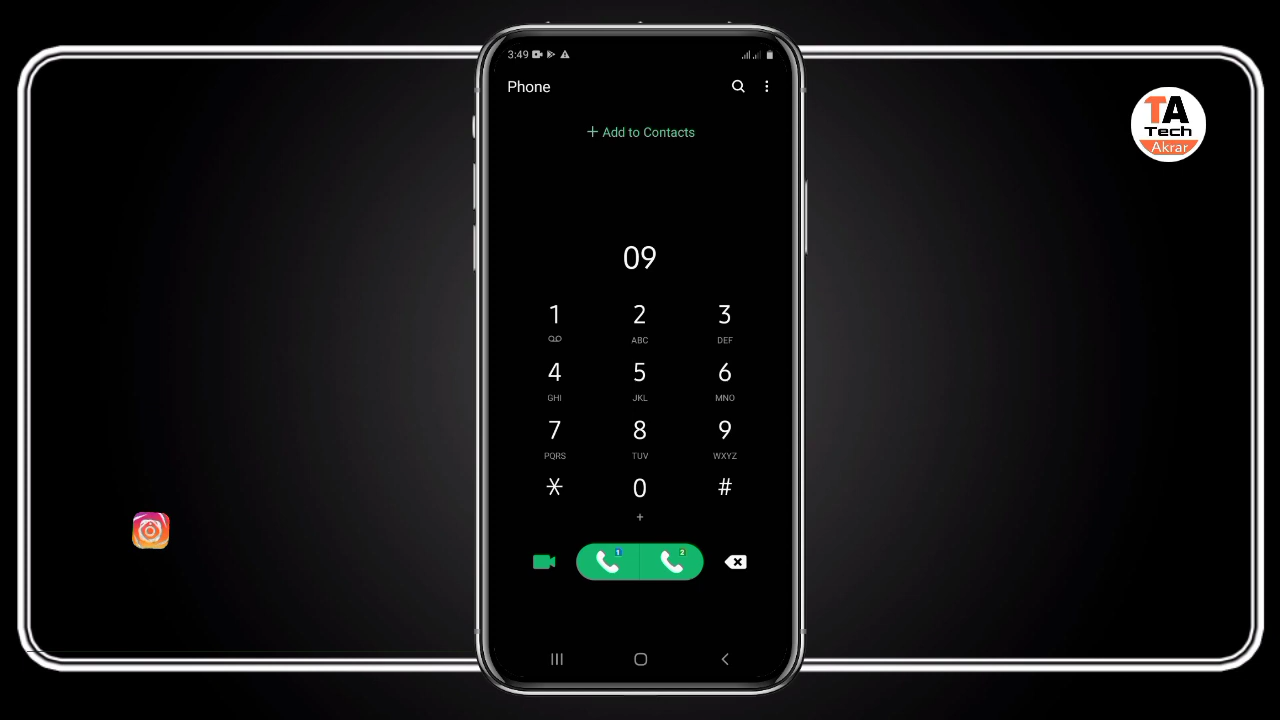 3:49
Phone
+ Add to Contacts
09
1 2 3
ABC DEF
4 5 6
GHI JKL MNO
7 8 9
PQRS TUV WXYZ
* 0 #
+
1 2
TA
Tech
Akrar